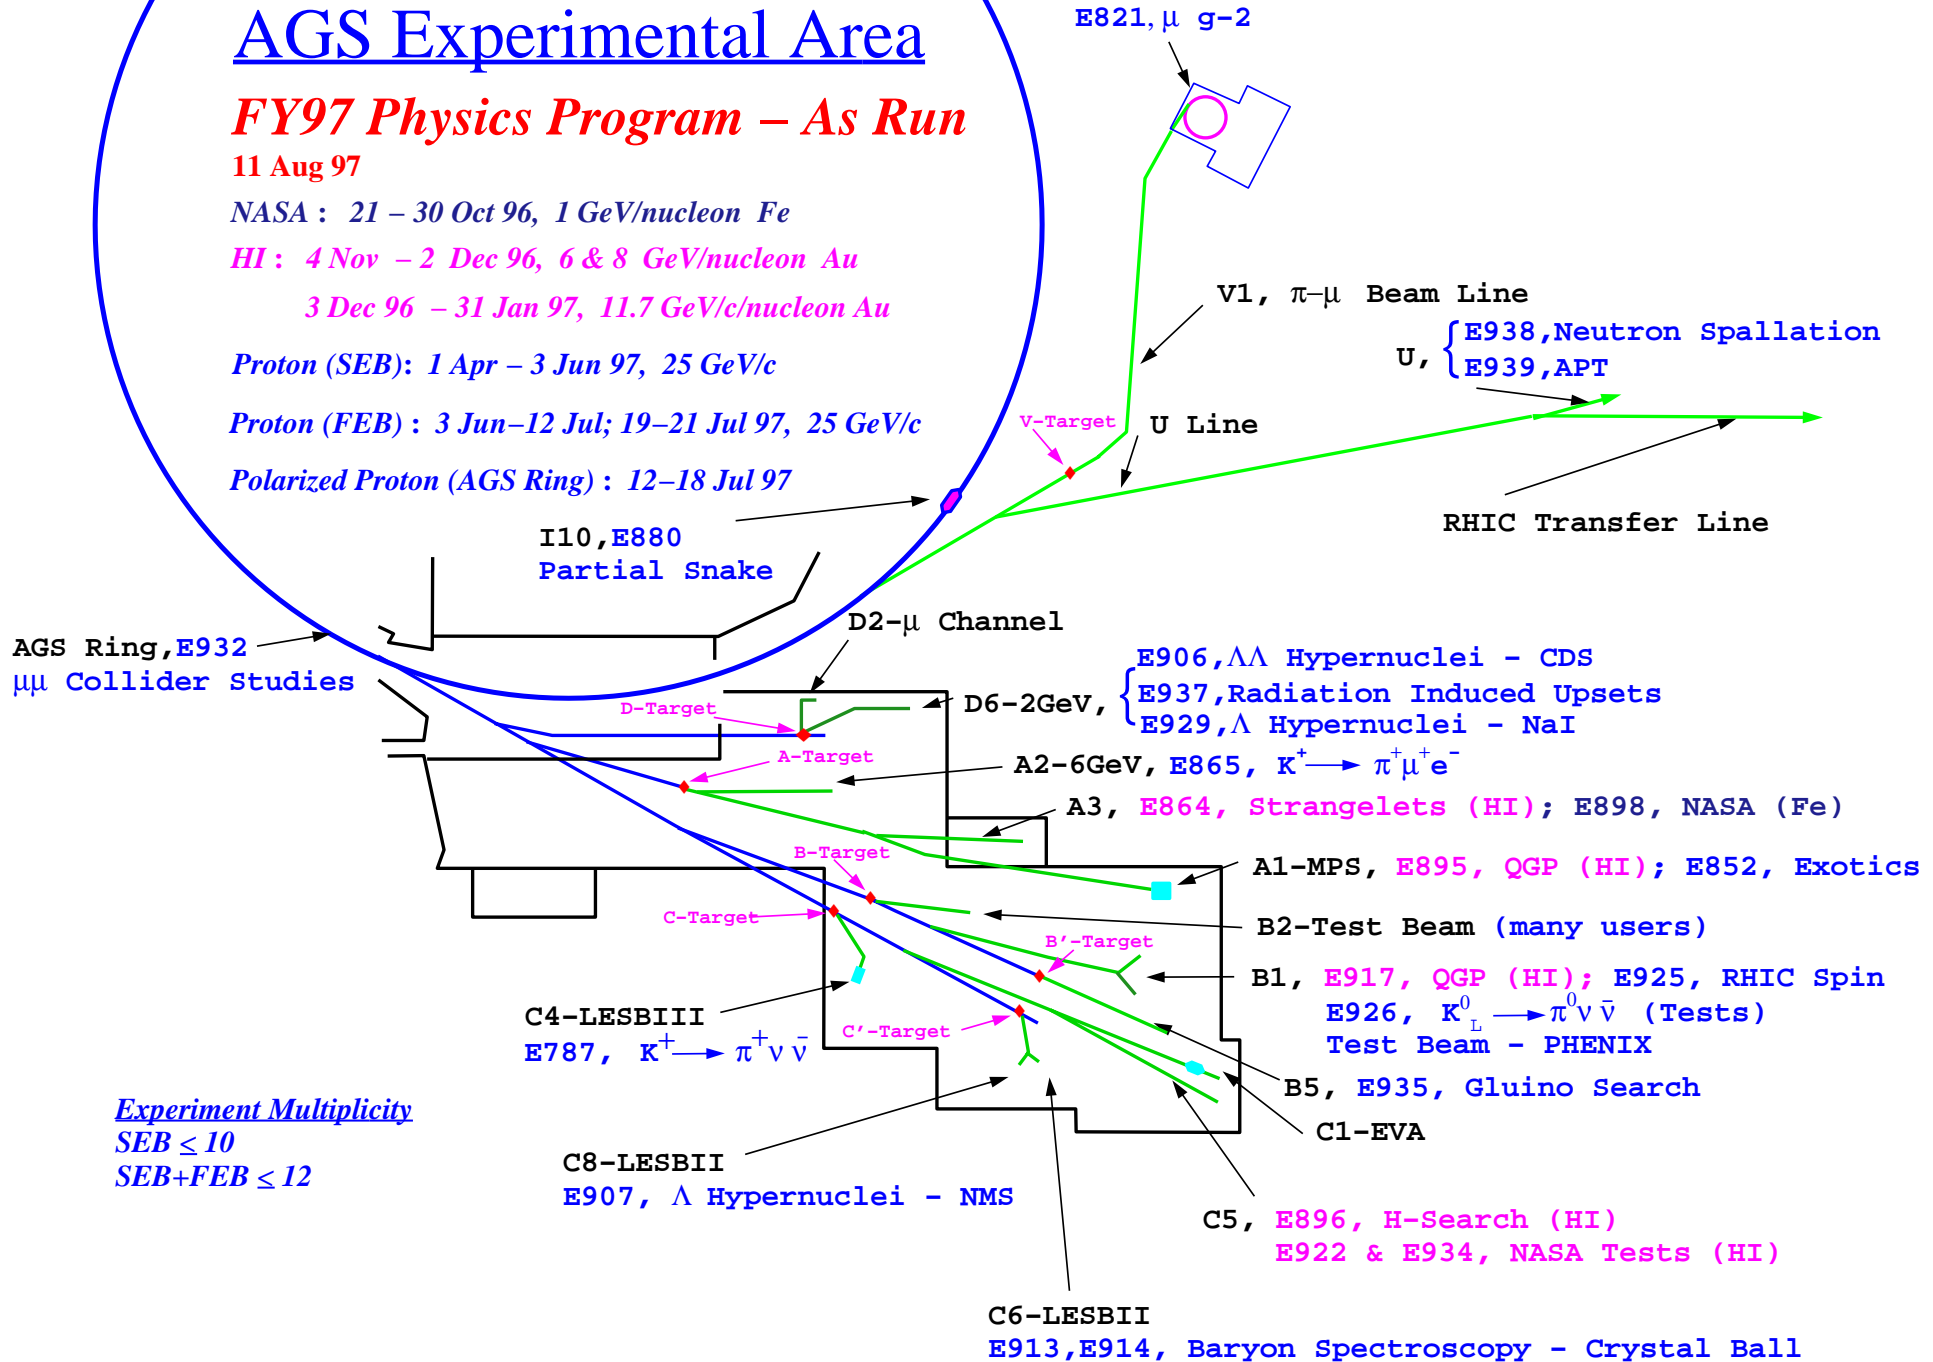 E821, μ g-2
AGS Experimental Area
FY97 Physics Program – As Run
11 Aug 97
NASA : 21 – 30 Oct 96, 1 GeV/nucleon Fe
HI : 4 Nov – 2 Dec 96, 6 & 8 GeV/nucleon Au
3 Dec 96 – 31 Jan 97, 11.7 GeV/c/nucleon Au
Proton (SEB): 1 Apr – 3 Jun 97, 25 GeV/c
Proton (FEB) : 3 Jun–12 Jul; 19–21 Jul 97, 25 GeV/c
Polarized Proton (AGS Ring) : 12–18 Jul 97
V1, π–μ Beam Line
U, { E938,Neutron Spallation
E939,APT
V-Target
U Line
RHIC Transfer Line
I10,E880
Partial Snake
AGS Ring,E932
μμ Collider Studies
D2-μ Channel
D-Target
D6-2GeV, { E906,ΛΛ Hypernuclei - CDS
E937,Radiation Induced Upsets
E929,Λ Hypernuclei - NaI
A-Target
A2-6GeV, E865, K⁺ → π⁺μ⁺e⁻
A3, E864, Strangelets (HI); E898, NASA (Fe)
B-Target
A1-MPS, E895, QGP (HI); E852, Exotics
C-Target
B2-Test Beam (many users)
B'-Target
B1, E917, QGP (HI); E925, RHIC Spin
E926, K⁰_L → π⁰ν ν̄ (Tests)
Test Beam - PHENIX
C4-LESBIII
E787, K⁺ → π⁺ν ν̄
C'-Target
B5, E935, Gluino Search
C1-EVA
Experiment Multiplicity
SEB ≤ 10
SEB+FEB ≤ 12
C8-LESBII
E907, Λ Hypernuclei - NMS
C5, E896, H-Search (HI)
E922 & E934, NASA Tests (HI)
C6-LESBII
E913,E914, Baryon Spectroscopy - Crystal Ball